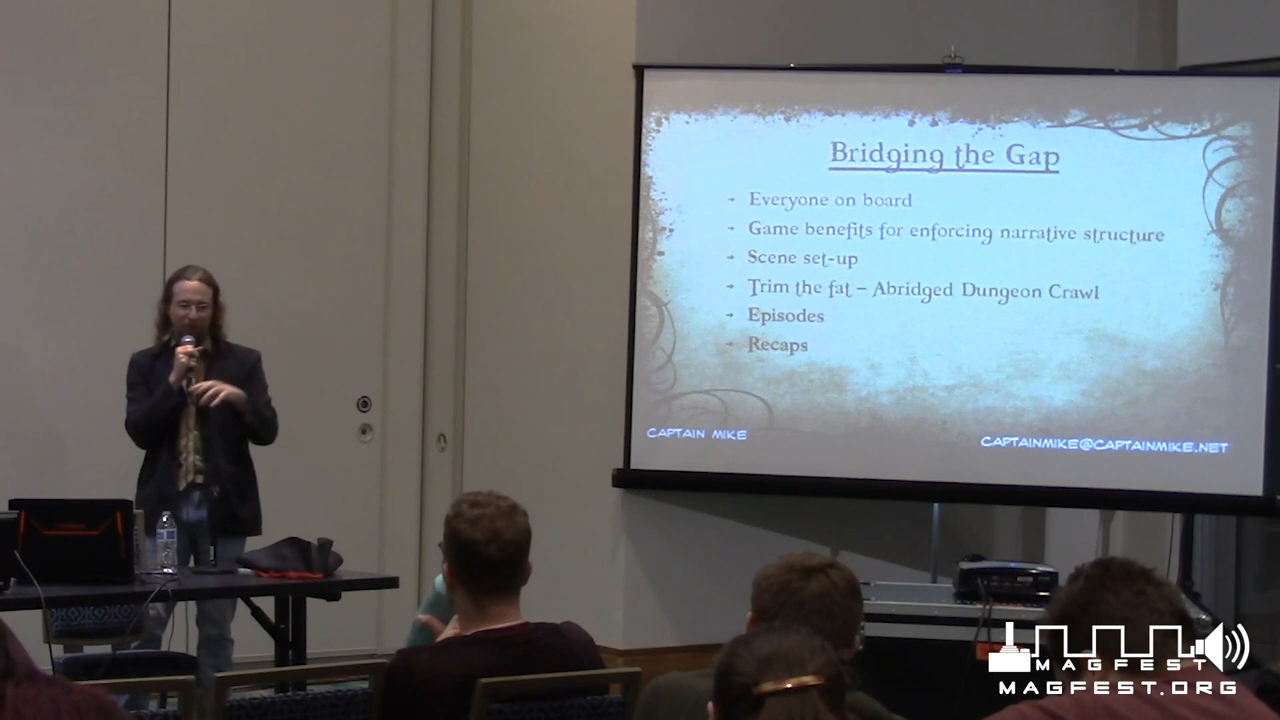 Bridging the Gap
Everyone on board
Game benefits for enforcing narrative structure
Scene set-up
Trim the fat – Abridged Dungeon Crawl
Episodes
Recaps
CAPTAIN MIKE
CAPTAINMIKE@CAPTAINMIKE.NET
MAGFEST
MAGFEST.ORG